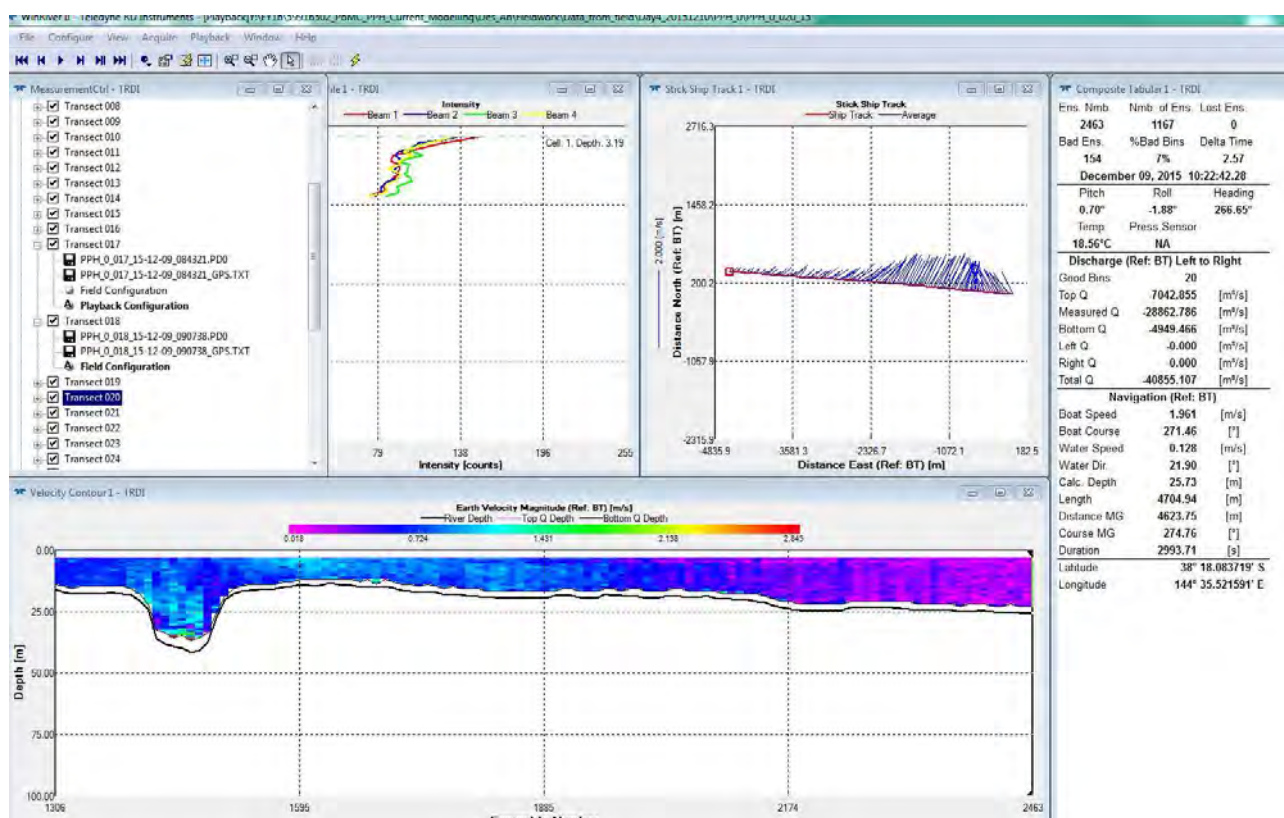 WinRiver II - Teledyne RD Instruments - [Playback]
File Configure View Acquire Playback Window Help
MeasurementCtrl - TRDI
Transect 008
Transect 009
Transect 010
Transect 011
Transect 012
Transect 013
Transect 014
Transect 015
Transect 016
Transect 017
PPH_0_017_15-12-09_084321.PD0
PPH_0_017_15-12-09_084321_GPS.TXT
Field Configuration
Playback Configuration
Transect 018
PPH_0_018_15-12-09_090738.PD0
PPH_0_018_15-12-09_090738_GPS.TXT
Field Configuration
Transect 019
Transect 020
Transect 021
Transect 022
Transect 023
Transect 024
ile 1 - TRDI
Intensity
Beam 1 Beam 2 Beam 3 Beam 4
Cell. 1. Depth. 3.19
79 138 196 255
Intensity [counts]
Stick Ship Track 1 - TRDI
Stick Ship Track
Ship Track Average
2.000 [m/s]
Distance North (Ref: BT) [m]
2716.3
1458.2
200.2
-1057.9
-2315.9
-4835.9 -3581.3 -2326.7 -1072.1 182.5
Distance East (Ref: BT) [m]
Composite Tabular 1 - TRDI
Ens. Nmb Nmb of Ens. Lost Ens.
2463 1167 0
Bad Ens. %Bad Bins Delta Time
154 7% 2.57
December 09, 2015 10:22:42.28
Pitch Roll Heading
0.70° -1.88° 266.65°
Temp Press Sensor
18.56°C NA
Discharge (Ref: BT) Left to Right
Good Bins 20
Top Q -7042.855 [m³/s]
Measured Q -28862.786 [m³/s]
Bottom Q -4949.466 [m³/s]
Left Q -0.000 [m³/s]
Right Q -0.000 [m³/s]
Total Q -40855.107 [m³/s]
Navigation (Ref: BT)
Boat Speed 1.961 [m/s]
Boat Course 271.46 [°]
Water Speed 0.128 [m/s]
Water Dir. 21.90 [°]
Calc. Depth 25.73 [m]
Length 4704.94 [m]
Distance MG 4623.75 [m]
Course MG 274.76 [°]
Duration 2993.71 [s]
Latitude 38° 18.083719' S
Longitude 144° 35.521591' E
Velocity Contour 1 - TRDI
Earth Velocity Magnitude (Ref: BT) [m/s]
River Depth Top Q Depth Bottom Q Depth
0.018 0.724 1.431 2.138 2.845
Depth [m]
0.00
25.00
50.00
75.00
100.00
1306 1595 1885 2174 2463